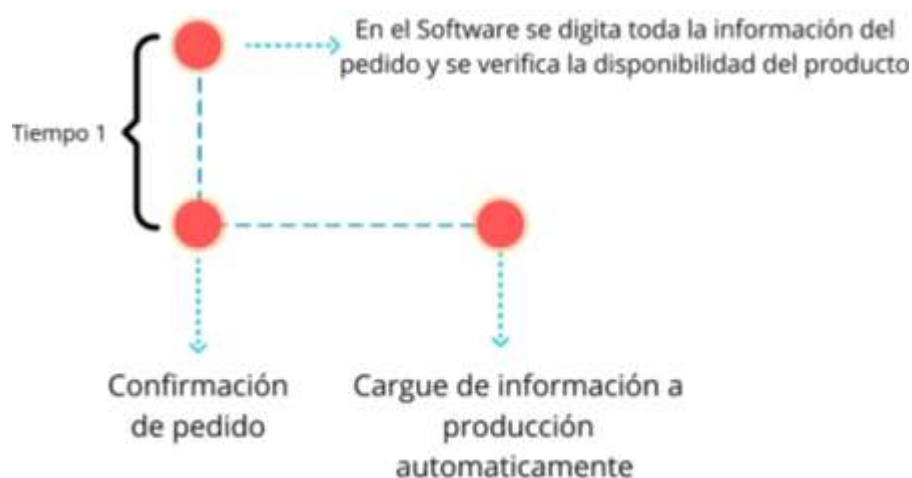 En el Software se digita toda la información del
pedido y se verifica la disponibilidad del producto
Tiempo 1
Confirmación
de pedido
Cargue de información a
producción
automaticamente